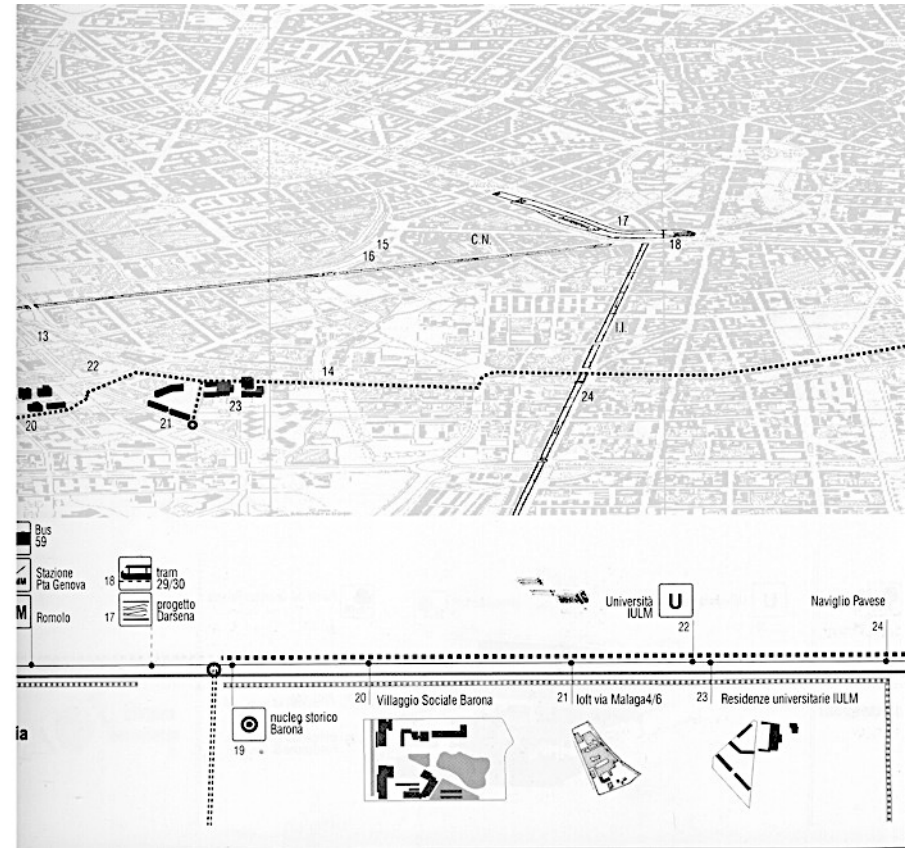 17
18
C.N.
15
16
I.I.
13
22
14
24
20
21
23
Bus
59
Stazione
Pta Genova
18
tram
29/30
M
Romolo
17
progetto
Darsena
Università
IULM
U
22
Naviglio Pavese
24
20
Villaggio Sociale Barona
21
loft via Malaga4/6
23
Residenze universitarie IULM
ia
nucleo storico
Barona
19